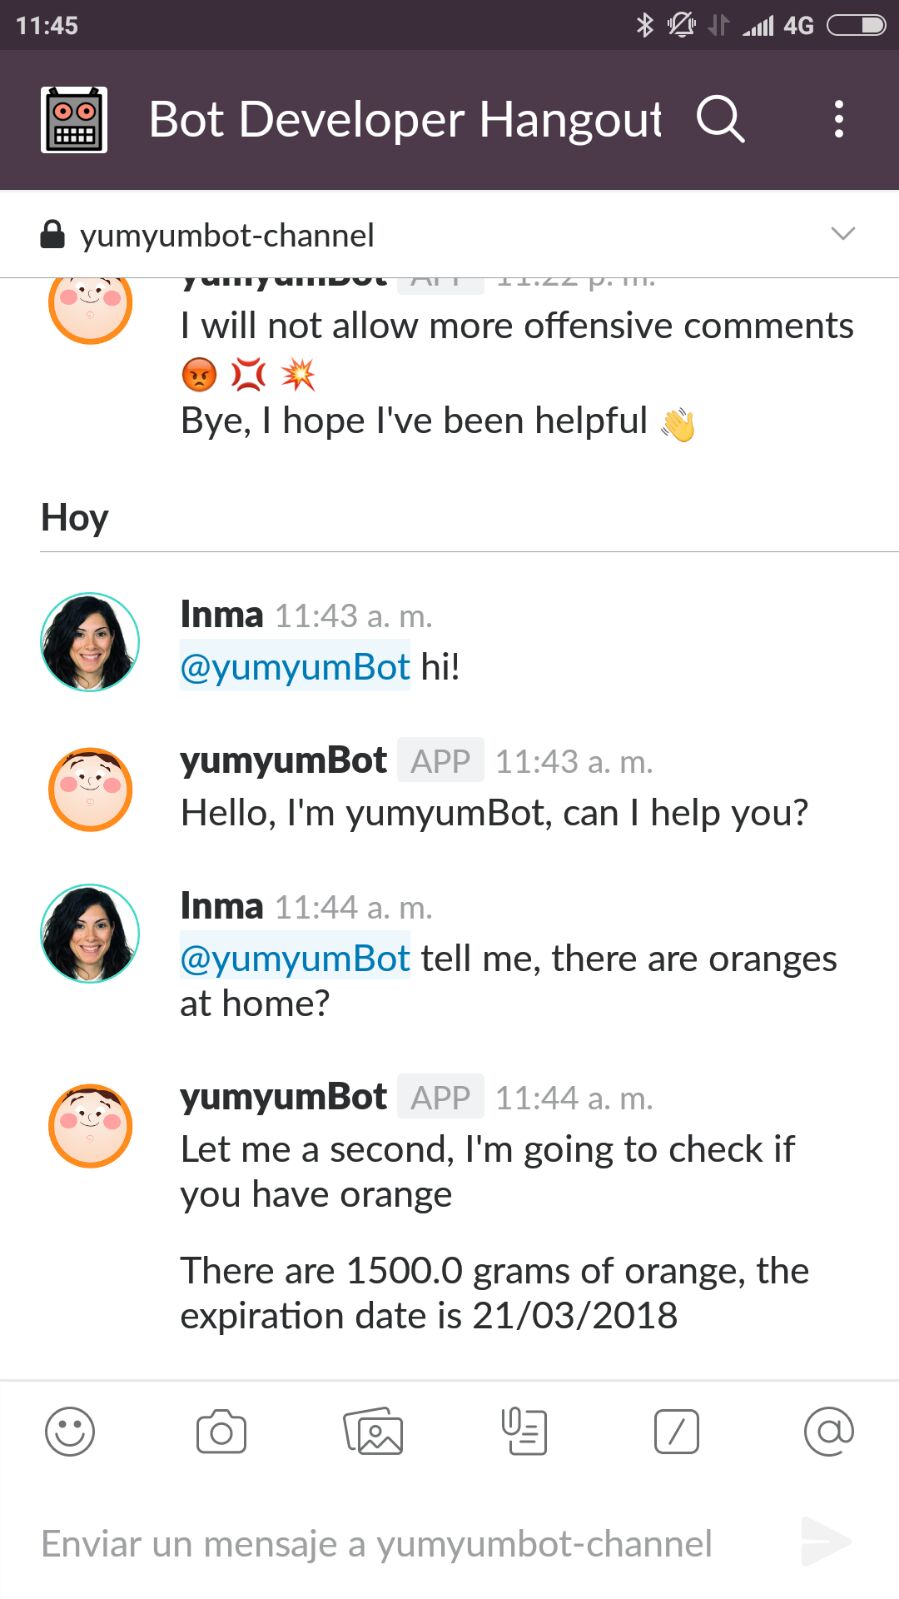 11:45
4G
Bot Developer Hangout
yumyumbot-channel
yumyumBot APP 11:22 p. m.
I will not allow more offensive comments
😡 💢 💥
Bye, I hope I've been helpful 👋
Hoy
Inma 11:43 a. m.
@yumyumBot hi!
yumyumBot APP 11:43 a. m.
Hello, I'm yumyumBot, can I help you?
Inma 11:44 a. m.
@yumyumBot tell me, there are oranges
at home?
yumyumBot APP 11:44 a. m.
Let me a second, I'm going to check if
you have orange
There are 1500.0 grams of orange, the
expiration date is 21/03/2018
Enviar un mensaje a yumyumbot-channel